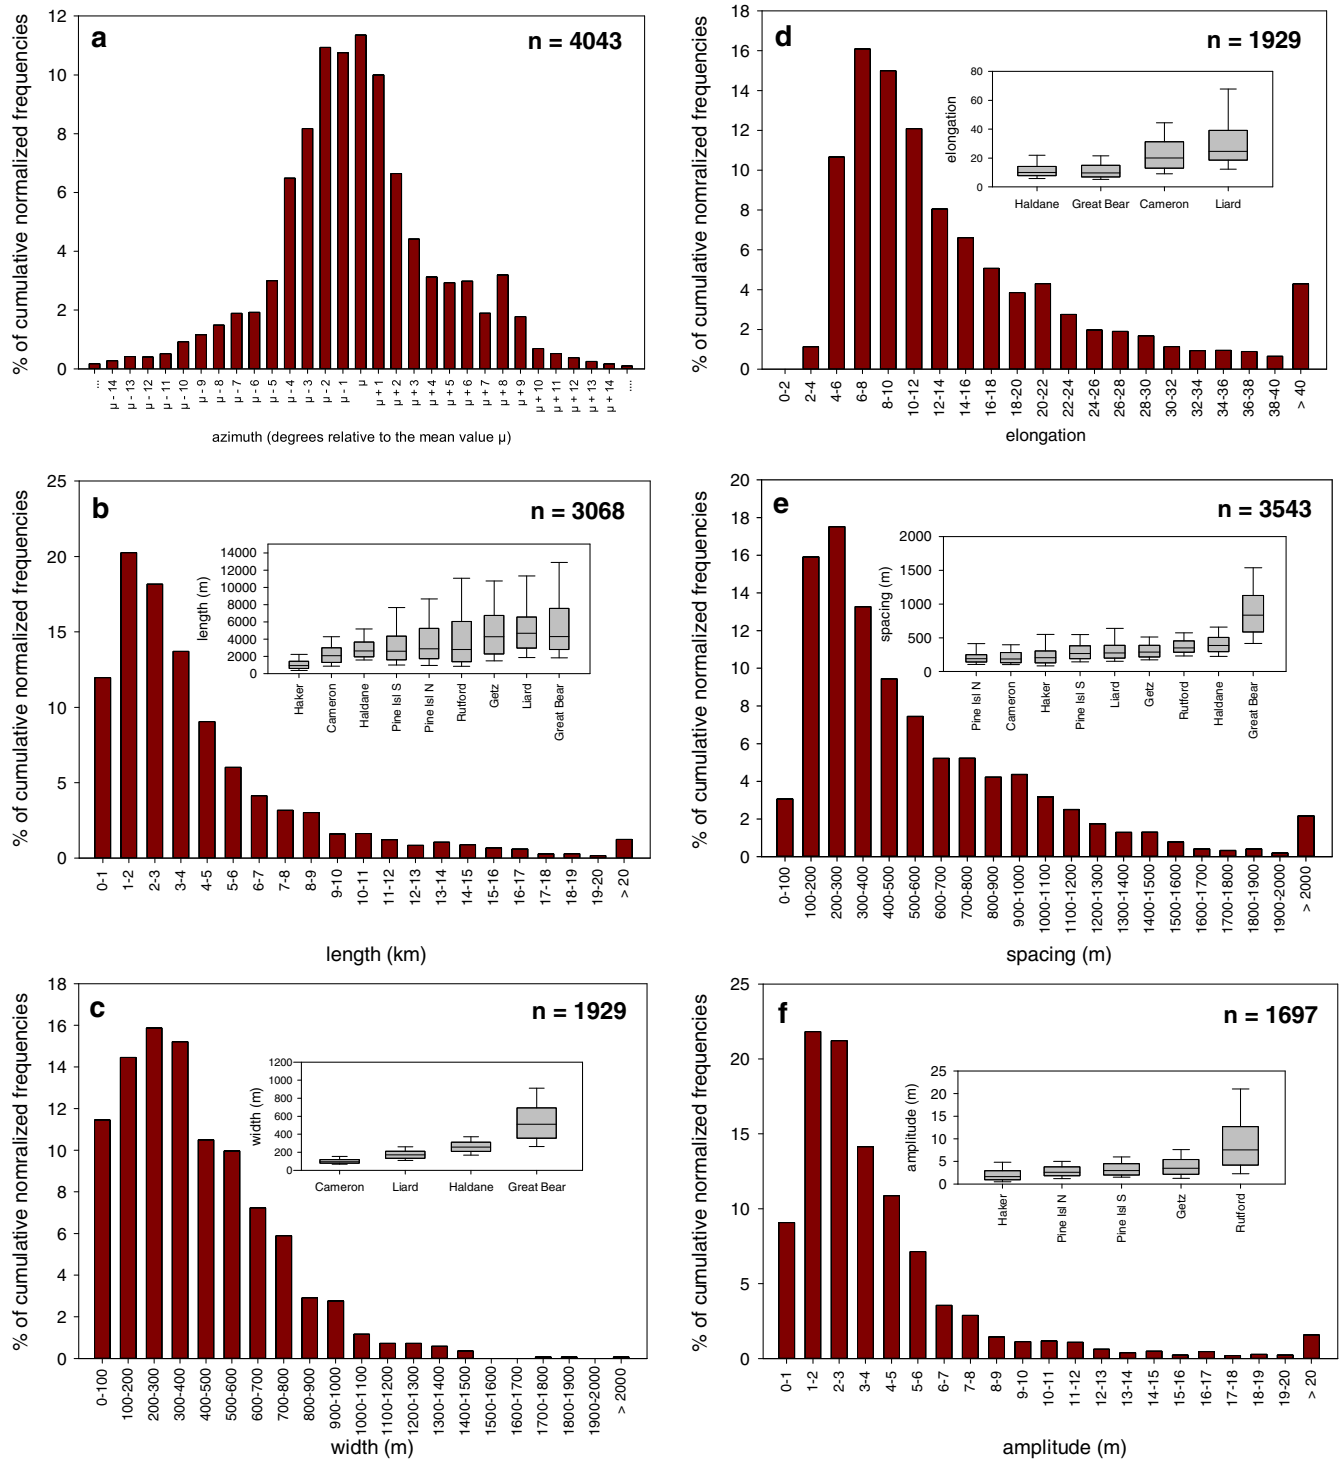 a
n = 4043
% of cumulative normalized frequencies
12
10
8
6
4
2
0
... μ - 14 μ - 13 μ - 12 μ - 11 μ - 10 μ - 9 μ - 8 μ - 7 μ - 6 μ - 5 μ - 4 μ - 3 μ - 2 μ - 1 μ μ + 1 μ + 2 μ + 3 μ + 4 μ + 5 μ + 6 μ + 7 μ + 8 μ + 9 μ + 10 μ + 11 μ + 12 μ + 13 μ + 14 ....
azimuth (degrees relative to the mean value μ)
d
n = 1929
% of cumulative nomralized frequencies
18
16
14
12
10
8
6
4
2
0
elongation
80
60
40
20
0
Haldane Great Bear Cameron Liard
0-2 2-4 4-6 6-8 8-10 10-12 12-14 14-16 16-18 18-20 20-22 22-24 24-26 26-28 28-30 30-32 32-34 34-36 36-38 38-40 > 40
elongation
b
n = 3068
% of cumulative normalized frequencies
25
20
15
10
5
0
length (m)
14000
12000
10000
8000
6000
4000
2000
0
Haker Cameron Haldane Pine Isl S Pine Isl N Rutford Getz Liard Great Bear
0-1 1-2 2-3 3-4 4-5 5-6 6-7 7-8 8-9 9-10 10-11 11-12 12-13 13-14 14-15 15-16 16-17 17-18 18-19 19-20 > 20
length (km)
e
n = 3543
% of cumulative normalized frequencies
20
18
16
14
12
10
8
6
4
2
0
spacing (m)
2000
1500
1000
500
0
Pine Isl N Cameron Haker Pine Isl S Liard Getz Rutford Haldane Great Bear
0-100 100-200 200-300 300-400 400-500 500-600 600-700 700-800 800-900 900-1000 1000-1100 1100-1200 1200-1300 1300-1400 1400-1500 1500-1600 1600-1700 1700-1800 1800-1900 1900-2000 > 2000
spacing (m)
c
n = 1929
% of cumulative nomralized frequencies
18
16
14
12
10
8
6
4
2
0
width (m)
1200
1000
800
600
400
200
0
Cameron Liard Haldane Great Bear
0-100 100-200 200-300 300-400 400-500 500-600 600-700 700-800 800-900 900-1000 1000-1100 1100-1200 1200-1300 1300-1400 1400-1500 1500-1600 1600-1700 1700-1800 1800-1900 1900-2000 > 2000
width (m)
f
n = 1697
% of cumulative normalized frequencies
25
20
15
10
5
0
amplitude (m)
25
20
15
10
5
0
Haker Pine Isl N Pine Isl S Getz Rutford
0-1 1-2 2-3 3-4 4-5 5-6 6-7 7-8 8-9 9-10 10-11 11-12 12-13 13-14 14-15 15-16 16-17 17-18 18-19 19-20 > 20
amplitude (m)